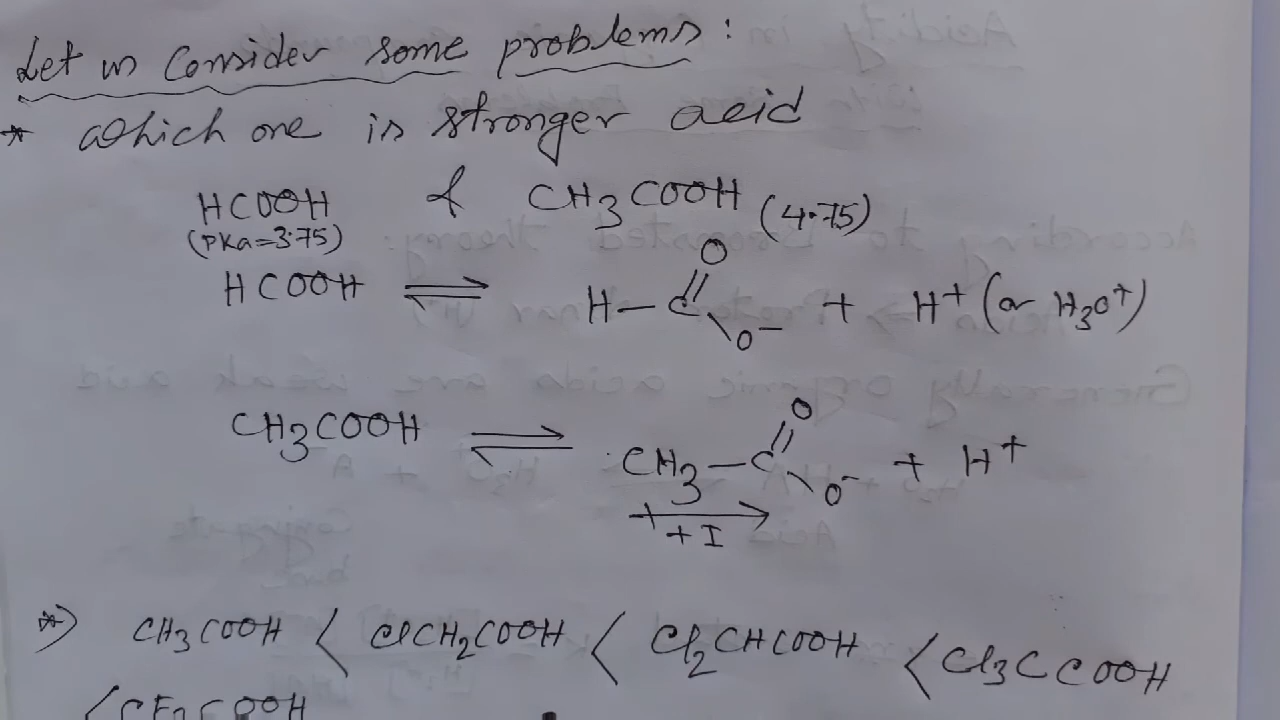 Let us Consider some problems:
* Which one is stronger acid
HCOOH & CH3COOH (4.75)
(PKa=3.75)
HCOOH ⇌ H-C(=O)O- + H+ (or H3O+)
CH3COOH ⇌ CH3-C(=O)O- + H+
+I
*) CH3COOH < ClCH2COOH < Cl2CHCOOH < Cl3CCOOH
< CF3COOH